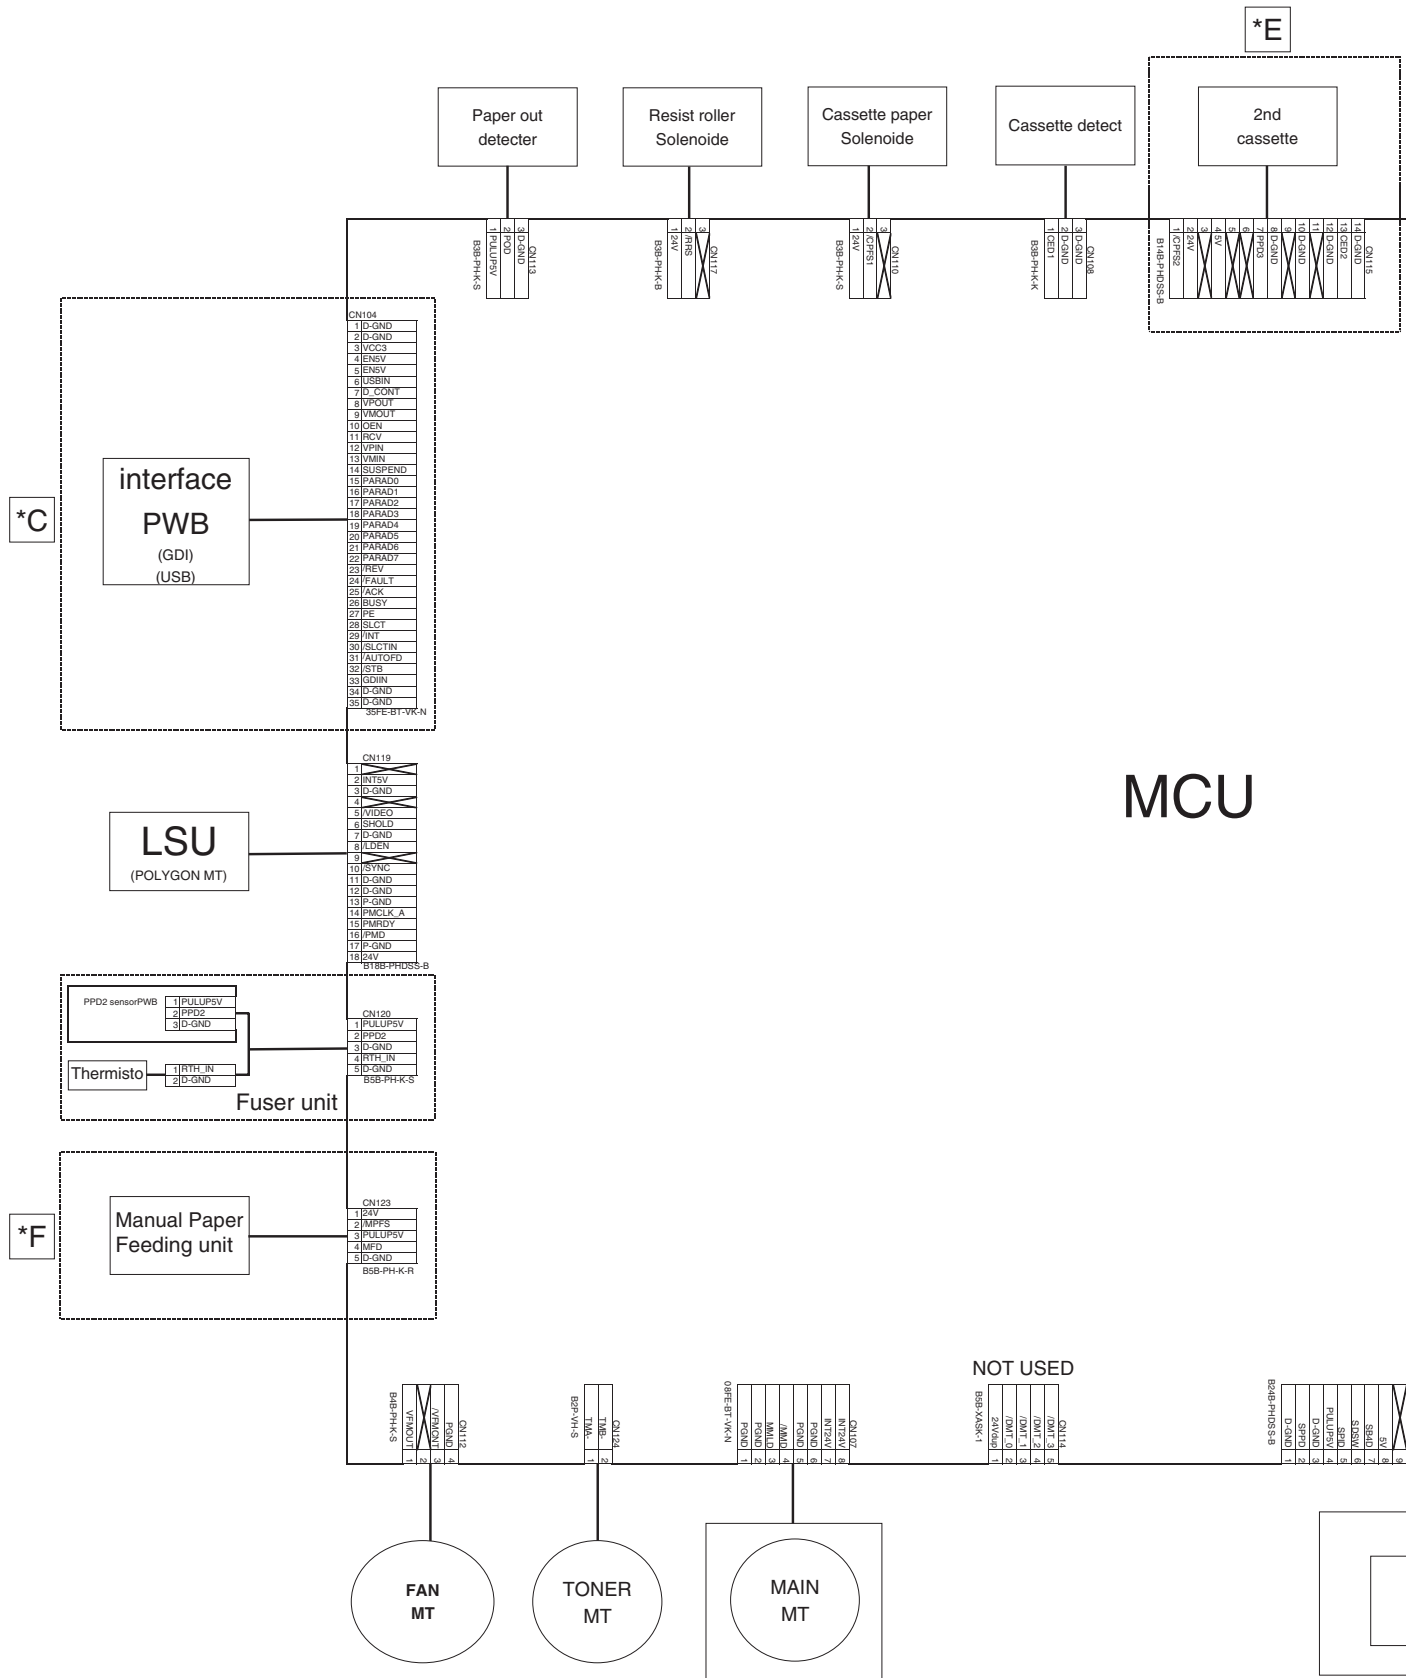 *E
Paper out
detecter
Resist roller
Solenoide
Cassette paper
Solenoide
Cassette detect
2nd
cassette
CN113
3 D-GND
2 POD
1 PULUP5V
B3B-PH-K-S
CN117
3
2 /RRS
1 24V
B3B-PH-K-B
CN110
3
2 /CPFS1
1 24V
B3B-PH-K-S
CN108
3 D-GND
2 D-GND
1 CED1
B3B-PH-K-K
CN115
14 D-GND
13 CED2
12 D-GND
11
10 D-GND
9
8 D-GND
7 PPD3
6
5
4 5V
3
2 24V
1 /CPFS2
B14B-PHDSS-B
*C
interface
PWB
(GDI)
(USB)
CN104
1 D-GND
2 D-GND
3 VCC3
4 EN5V
5 EN5V
6 USBIN
7 D_CONT
8 VPOUT
9 VMOUT
10 OEN
11 RCV
12 VPIN
13 VMIN
14 SUSPEND
15 PARAD0
16 PARAD1
17 PARAD2
18 PARAD3
19 PARAD4
20 PARAD5
21 PARAD6
22 PARAD7
23 /REV
24 /FAULT
25 /ACK
26 BUSY
27 PE
28 SLCT
29 /INT
30 /SLCTIN
31 /AUTOFD
32 /STB
33 GDIIN
34 D-GND
35 D-GND
35FE-BT-VK-N
MCU
LSU
(POLYGON MT)
CN119
1
2 INT5V
3 D-GND
4
5 /VIDEO
6 SHOLD
7 D-GND
8 /LDEN
9
10 /SYNC
11 D-GND
12 D-GND
13 P-GND
14 PMCLK_A
15 PMRDY
16 /PMD
17 P-GND
18 24V
B18B-PHDSS-B
PPD2 sensorPWB
1 PULUP5V
2 PPD2
3 D-GND
Thermisto
1 RTH_IN
2 D-GND
Fuser unit
CN120
1 PULUP5V
2 PPD2
3 D-GND
4 RTH_IN
5 D-GND
B5B-PH-K-S
*F
Manual Paper
Feeding unit
CN123
1 24V
2 /MPFS
3 PULUP5V
4 MFD
5 D-GND
B5B-PH-K-R
CN112
PGND 4
/VFMCNT 3
2
VFMOUT 1
B4B-PH-K-S
CN124
TMB- 2
TMA- 1
B2P-VH-S
CN107
INT24V 8
INT24V 7
PGND 6
PGND 5
/MMD 4
MMLD 3
PGND 2
PGND 1
08FE-BT-VK-N
NOT USED
CN114
/DMT_3 5
/DMT_2 4
/DMT_1 3
/DMT_0 2
24Vdup 1
B5B-XASK-1
9
5V 8
SB4D 7
SDSW 6
SPID 5
PULUP5V 4
D-GND 3
SPPD 2
D-GND 1
B24B-PHDSS-B
FAN
MT
TONER
MT
MAIN
MT